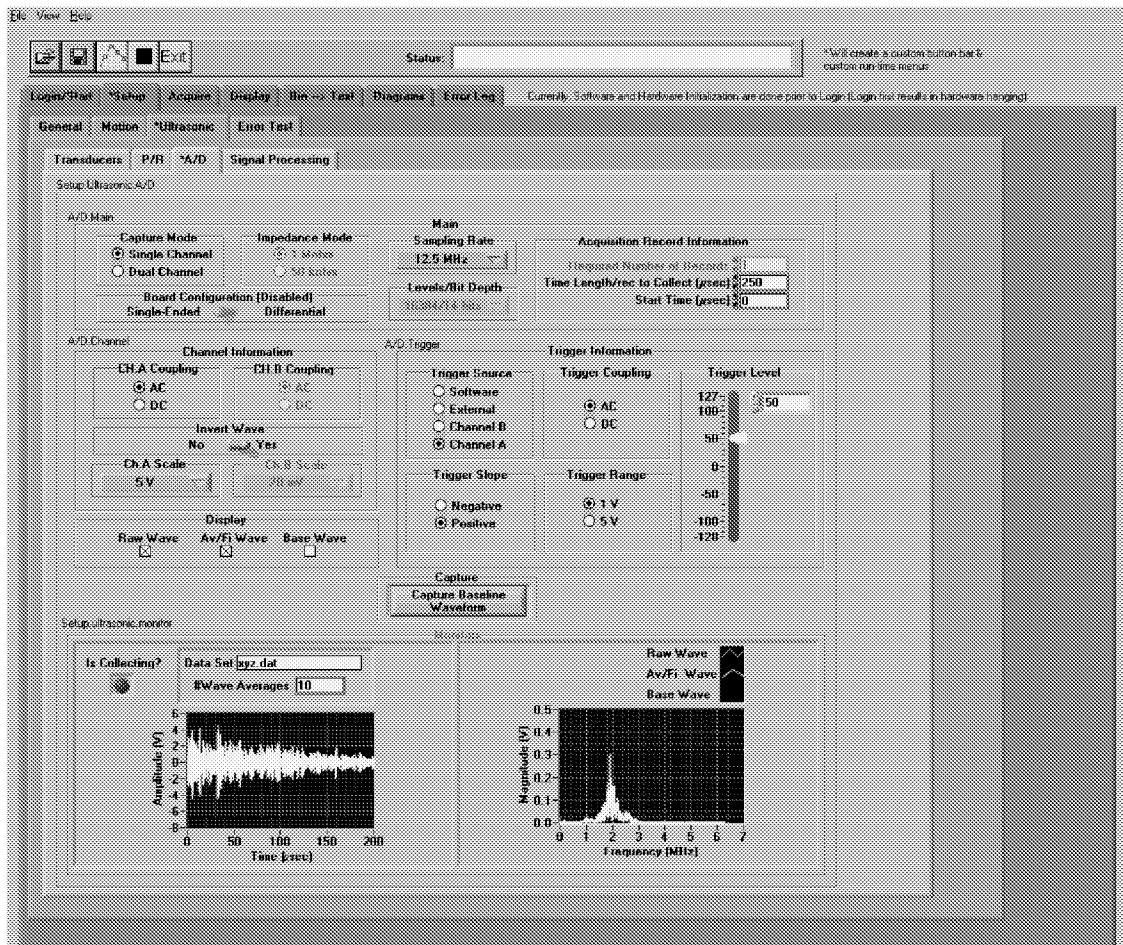 File View Help
Exit
Status:
*Will create a custom button bar &
custom run-time menus
Login/*Start *Setup Acquire Display Bin --> Text Diagrams Error Log Currently, Software and Hardware Initialization are done prior to Login (Login first results in hardware hanging)
General Motion *Ultrasonic Error Test
Transducers P/R *A/D Signal Processing
Setup.Ultrasonic.A/D
A/D.Main
Main
Capture Mode
Single Channel
Dual Channel
Impedance Mode
Sampling Rate
12.5 MHz
Levels/Bit Depth
16384/14 bits
Acquisition Record Information
Required Number of Records 1
Time Length/rec to Collect (µsec) 250
Start Time (µsec) 0
Board Configuration (Disabled)
Single-Ended Differential
A/D.Channel
Channel Information
CH.A Coupling
AC
DC
CH.B Coupling
AC
DC
Invert Wave
No Yes
Ch.A Scale
5 V
Ch.B Scale
20 mV
Display
Raw Wave Av/Fi Wave Base Wave
A/D.Trigger
Trigger Information
Trigger Source
Software
External
Channel B
Channel A
Trigger Coupling
AC
DC
Trigger Level
50
127
100
50
0
-50
-100
-128
Trigger Slope
Negative
Positive
Trigger Range
1 V
5 V
Capture
Capture Baseline
Waveform
Setup.ultrasonic.monitor
Monitors
Is Collecting?
Data Set xyz.dat
#Wave Averages 10
Amplitude (V)
6
4
2
0
-2
-4
-6
-8
0 50 100 150 200
Time (µsec)
Raw Wave
Av/Fi Wave
Base Wave
Magnitude (V)
0.5
0.4
0.3
0.2
0.1
0.0
0 1 2 3 4 5 6 7
Frequency (MHz)